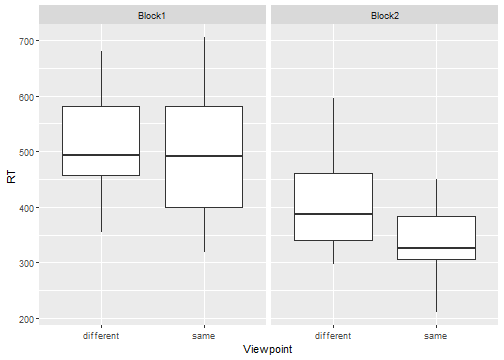 Block1
Block2
RT
700
600
500
400
300
200
different
same
different
same
Viewpoint